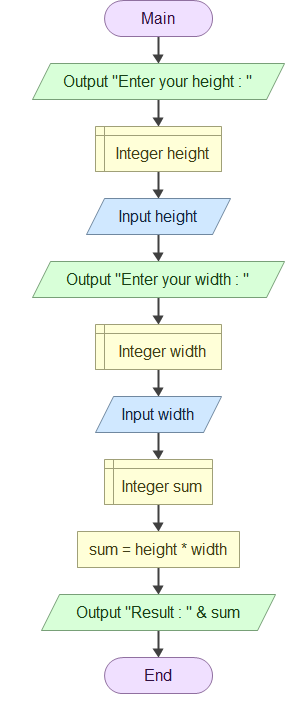 Main
Output "Enter your height : "
Integer height
Input height
Output "Enter your width : "
Integer width
Input width
Integer sum
sum = height * width
Output "Result : " & sum
End